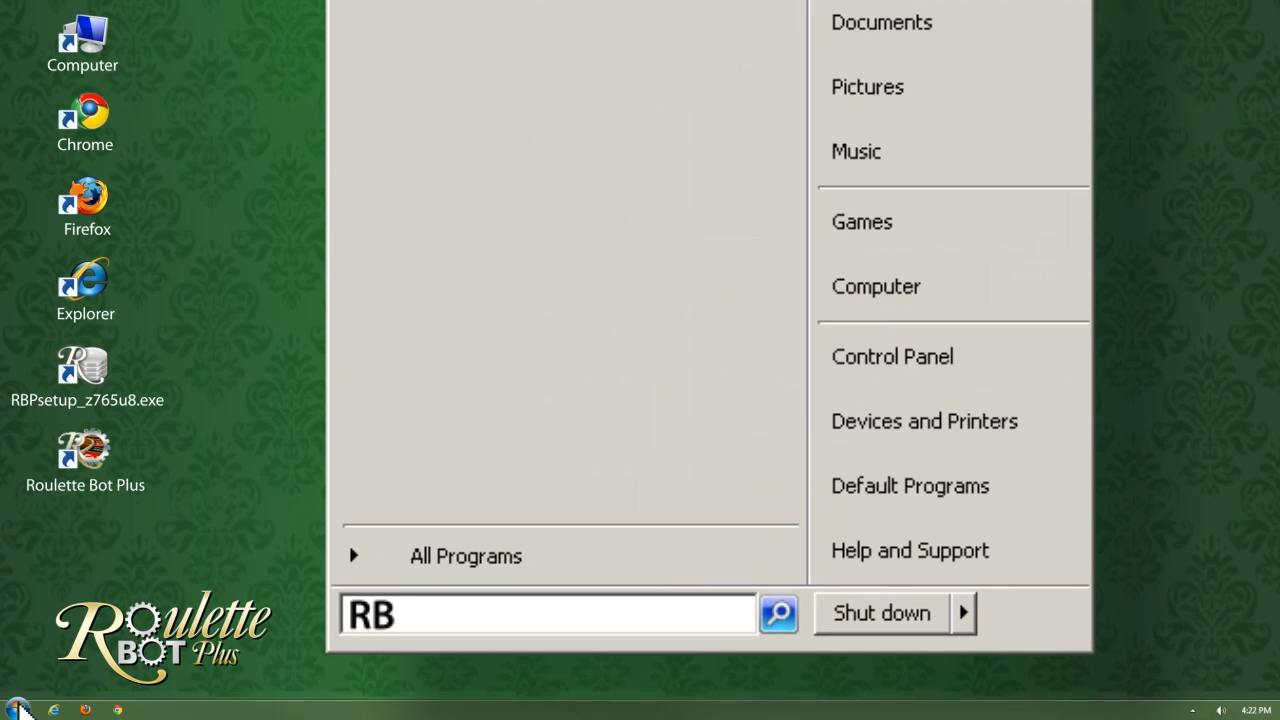 Computer
Chrome
Firefox
Explorer
RBPsetup_z765u8.exe
Roulette Bot Plus
Roulette
BOT Plus
Documents
Pictures
Music
Games
Computer
Control Panel
Devices and Printers
Default Programs
Help and Support
All Programs
RB
Shut down
4:22 PM